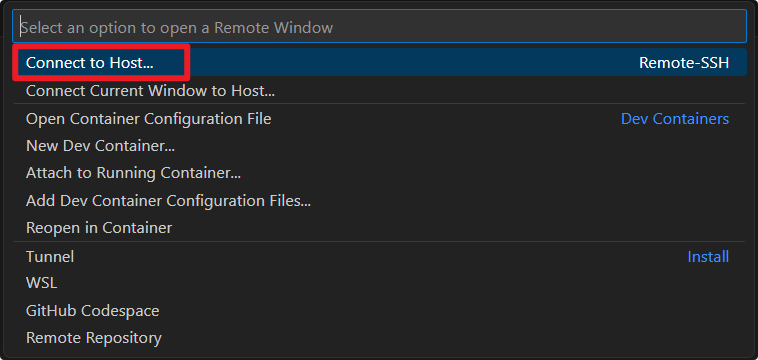 Select an option to open a Remote Window
Connect to Host... Remote-SSH
Connect Current Window to Host...
Open Container Configuration File Dev Containers
New Dev Container...
Attach to Running Container...
Add Dev Container Configuration Files...
Reopen in Container
Tunnel Install
WSL
GitHub Codespace
Remote Repository